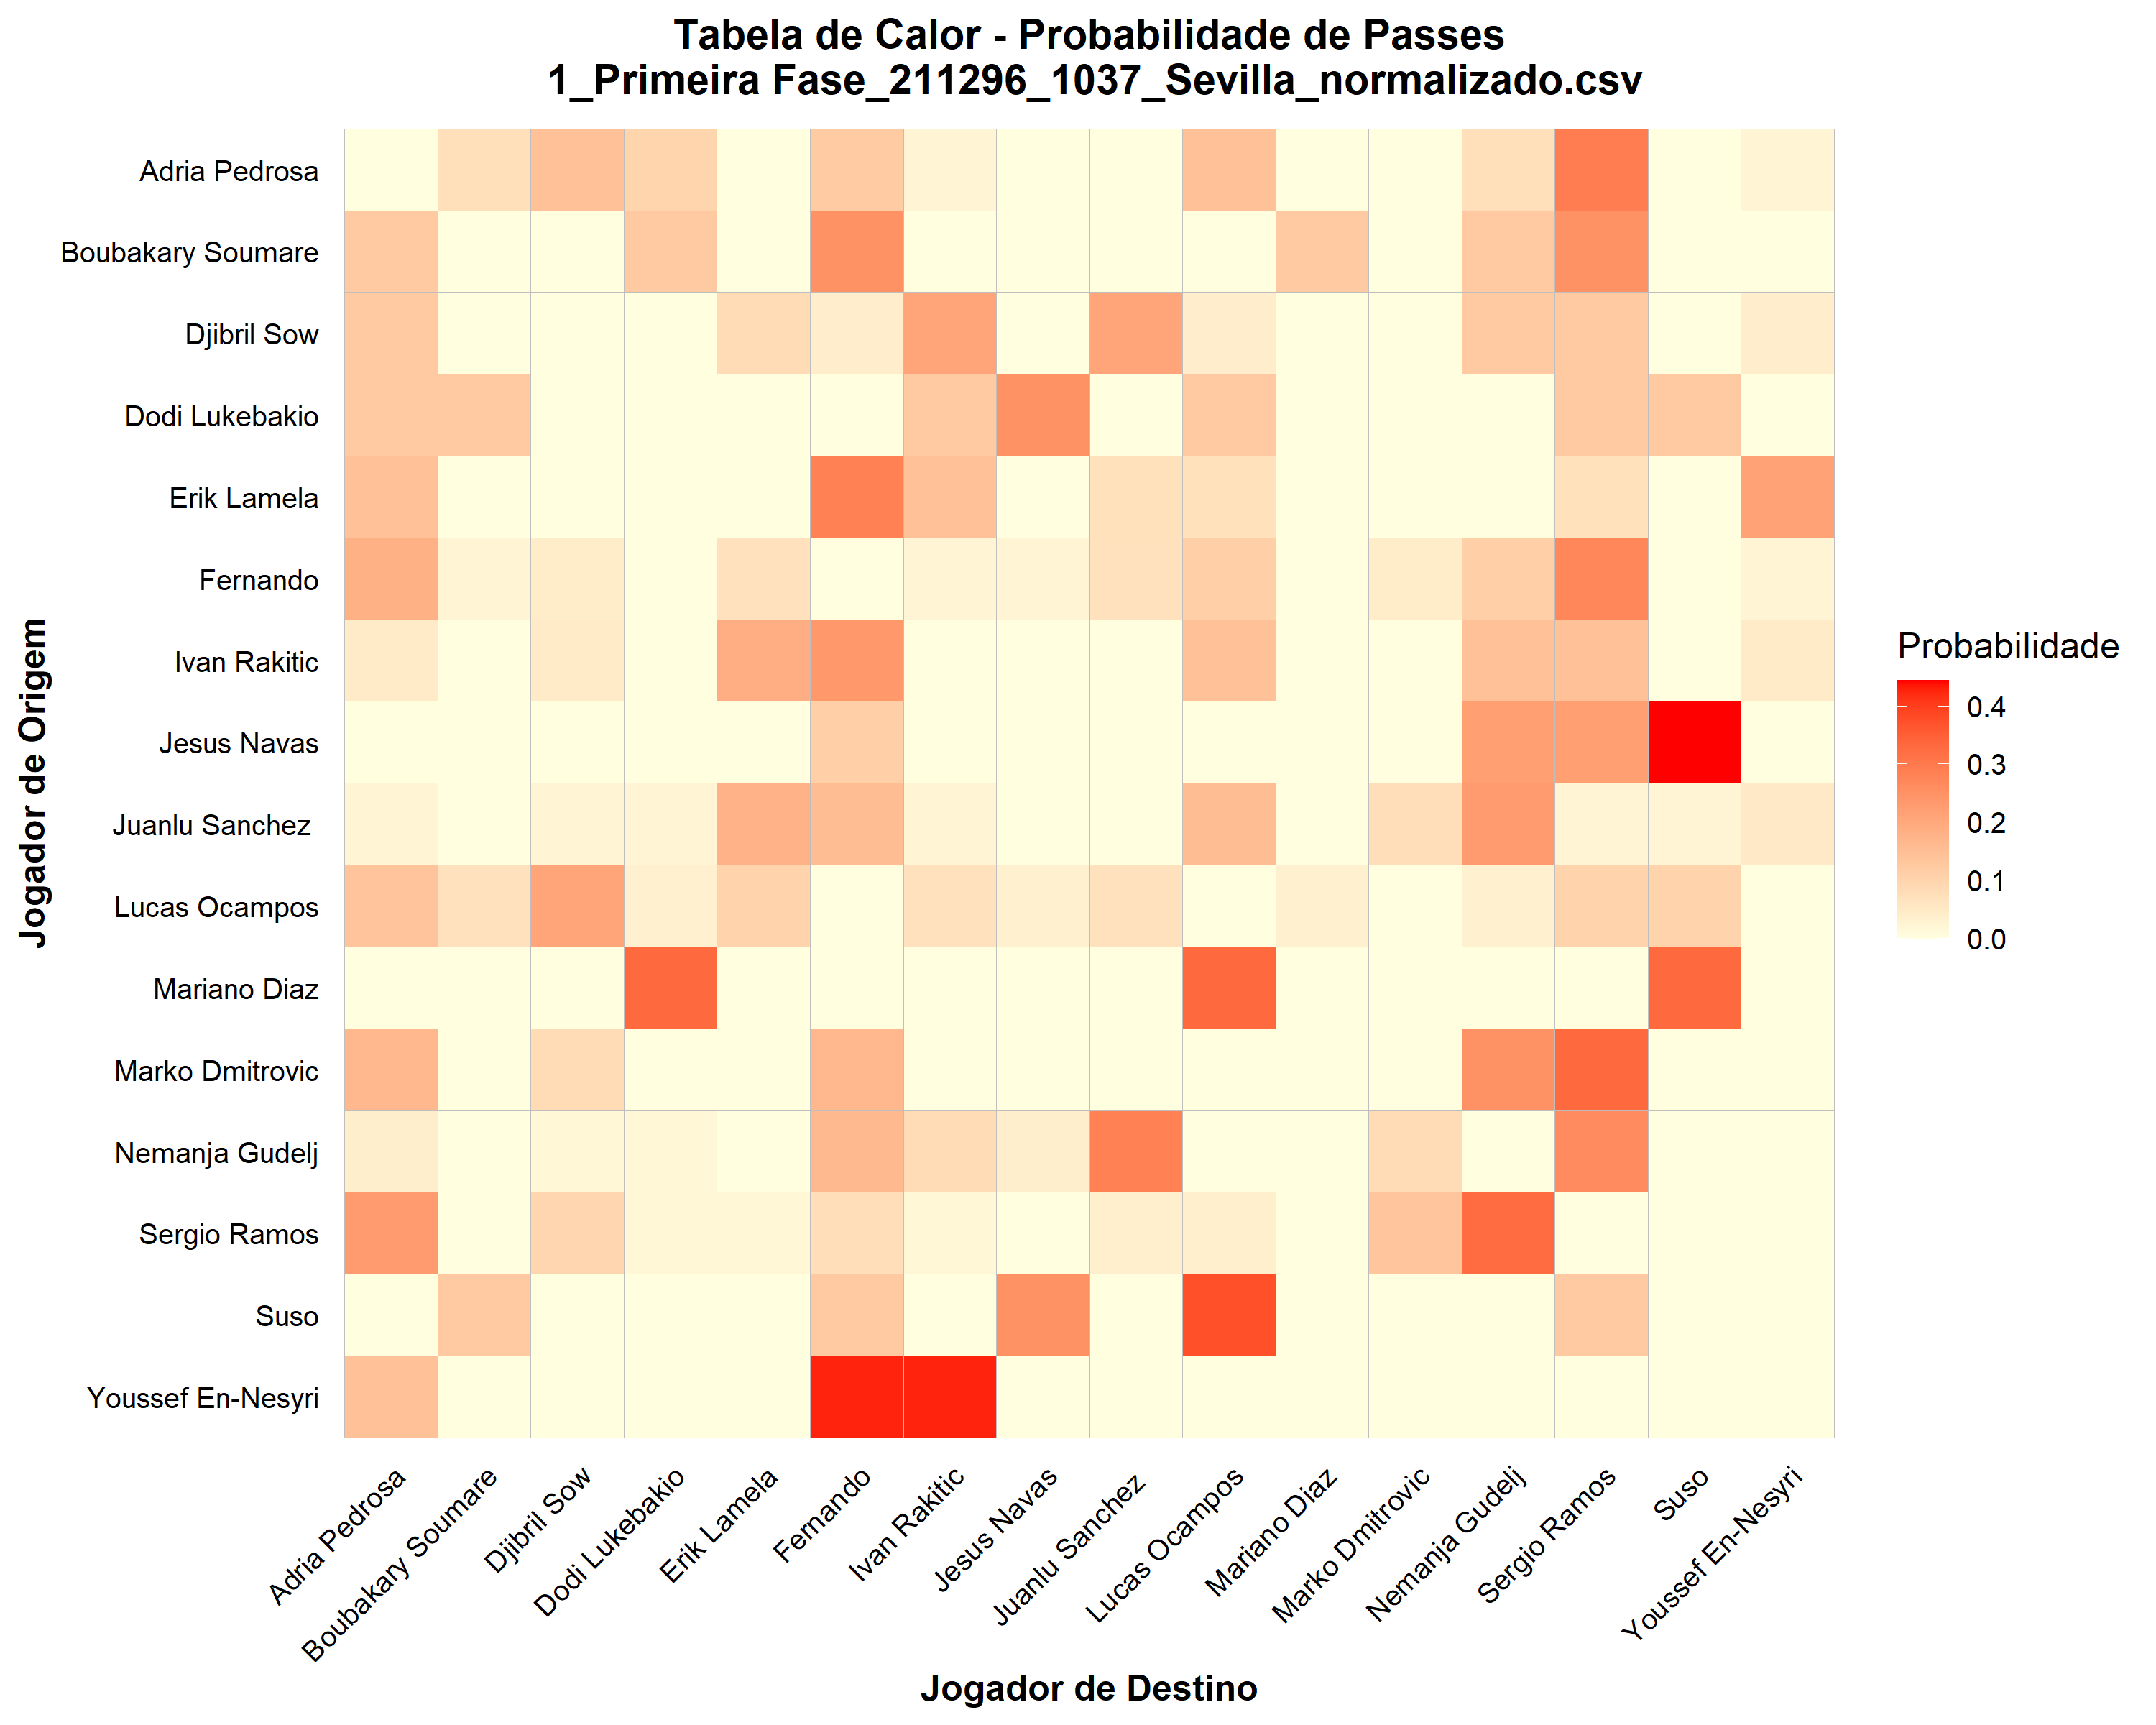 Tabela de Calor - Probabilidade de Passes
1_Primeira Fase_211296_1037_Sevilla_normalizado.csv
Jogador de Origem
Adria Pedrosa
Boubakary Soumare
Djibril Sow
Dodi Lukebakio
Erik Lamela
Fernando
Ivan Rakitic
Jesus Navas
Juanlu Sanchez
Lucas Ocampos
Mariano Diaz
Marko Dmitrovic
Nemanja Gudelj
Sergio Ramos
Suso
Youssef En-Nesyri
Adria Pedrosa
Boubakary Soumare
Djibril Sow
Dodi Lukebakio
Erik Lamela
Fernando
Ivan Rakitic
Jesus Navas
Juanlu Sanchez
Lucas Ocampos
Mariano Diaz
Marko Dmitrovic
Nemanja Gudelj
Sergio Ramos
Suso
Youssef En-Nesyri
Jogador de Destino
Probabilidade
0.4
0.3
0.2
0.1
0.0